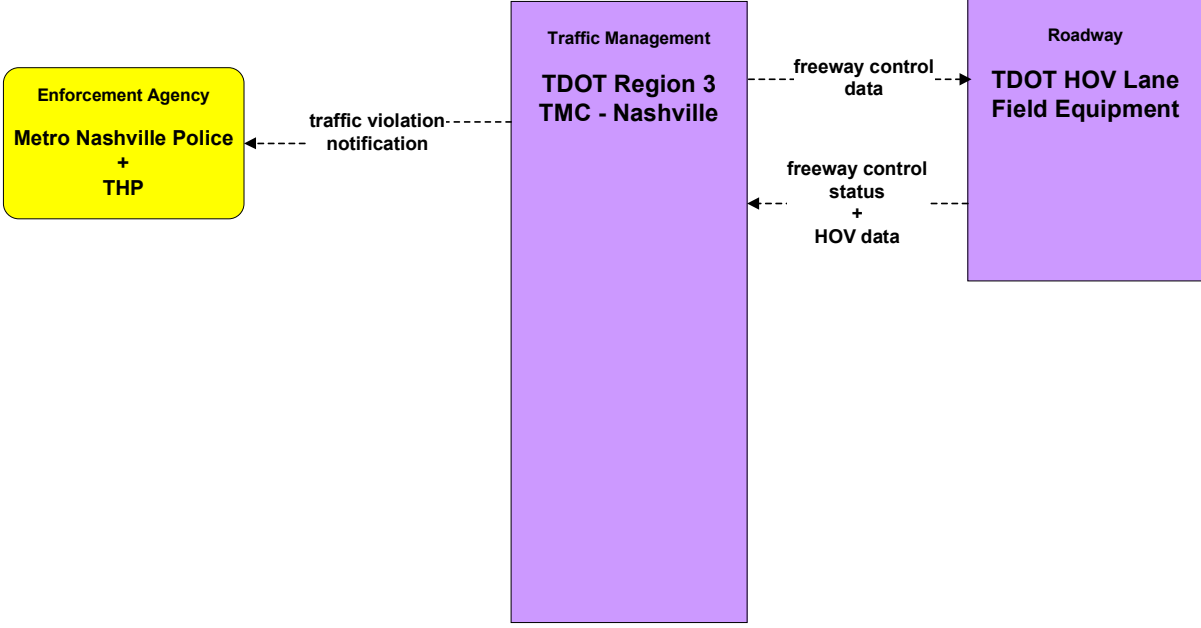 Enforcement Agency
Metro Nashville Police
+
THP
traffic violation
notification
Traffic Management
TDOT Region 3
TMC - Nashville
freeway control
data
freeway control
status
+
HOV data
Roadway
TDOT HOV Lane
Field Equipment